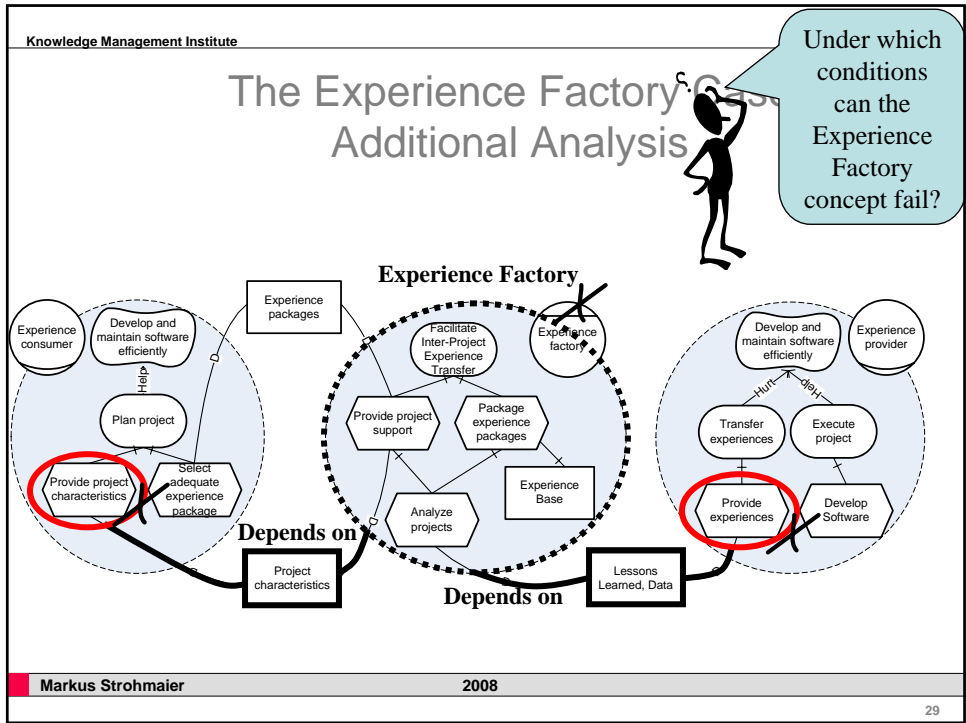 Knowledge Management Institute
The Experience Factory Case
Additional Analysis
Under which
conditions
can the
Experience
Factory
concept fail?
Experience Factory
Experience
consumer
Develop and
maintain software
efficiently
Help
Plan project
Provide project
characteristics
Select
adequate
experience
package
Experience
packages
D
D
Facilitate
Inter-Project
Experience
Transfer
Experience
factory
Provide project
support
Package
experience
packages
Analyze
projects
Experience
Base
D
Develop and
maintain software
efficiently
Experience
provider
Hurt
Help
Transfer
experiences
Execute
project
Provide
experiences
Develop
Software
Depends on
Project
characteristics
Depends on
Lessons
Learned, Data
Markus Strohmaier
2008
29